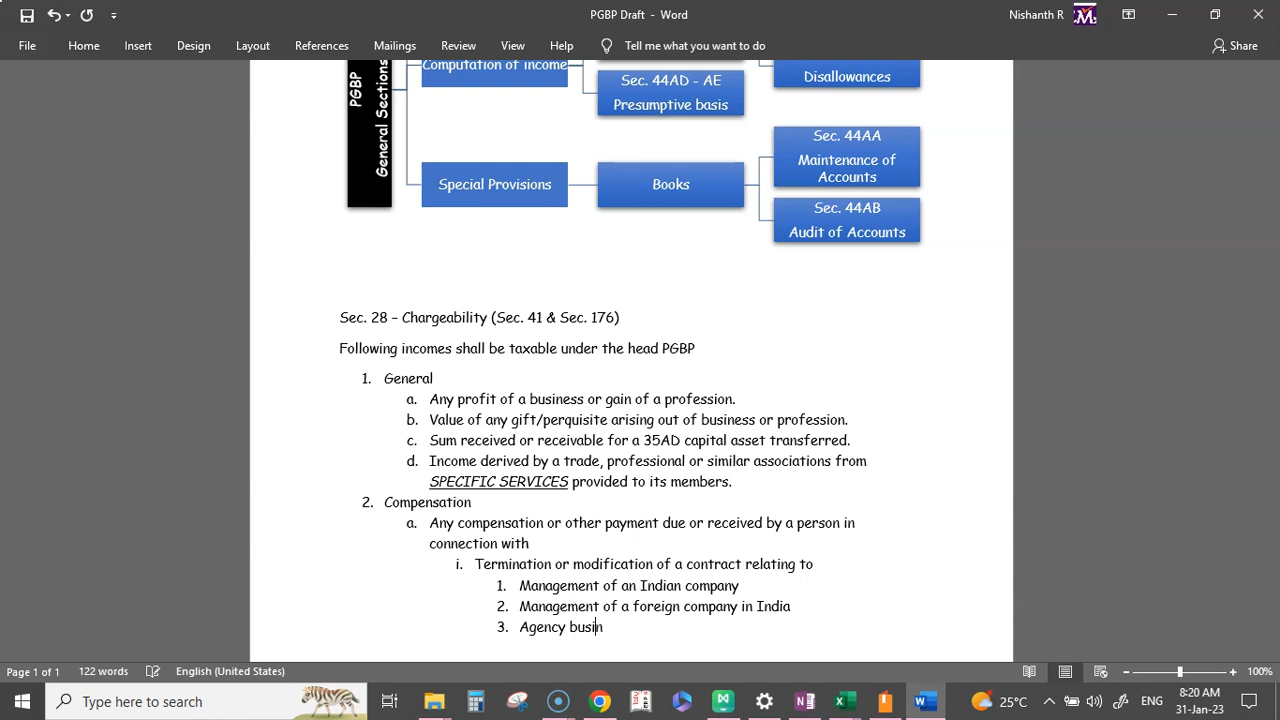 PGBP Draft - Word
Nishanth R
File Home Insert Design Layout References Mailings Review View Help Tell me what you want to do Share
PGBP
General Sections
Computation of income
Sec. 44AD - AE
Presumptive basis
Disallowances
Special Provisions
Books
Sec. 44AA
Maintenance of
Accounts
Sec. 44AB
Audit of Accounts
Sec. 28 – Chargeability (Sec. 41 & Sec. 176)
Following incomes shall be taxable under the head PGBP
1. General
a. Any profit of a business or gain of a profession.
b. Value of any gift/perquisite arising out of business or profession.
c. Sum received or receivable for a 35AD capital asset transferred.
d. Income derived by a trade, professional or similar associations from
SPECIFIC SERVICES provided to its members.
2. Compensation
a. Any compensation or other payment due or received by a person in
connection with
i. Termination or modification of a contract relating to
1. Management of an Indian company
2. Management of a foreign company in India
3. Agency busin
Page 1 of 1 122 words English (United States) 100%
Type here to search
25°C ENG
8:20 AM
31-Jan-23